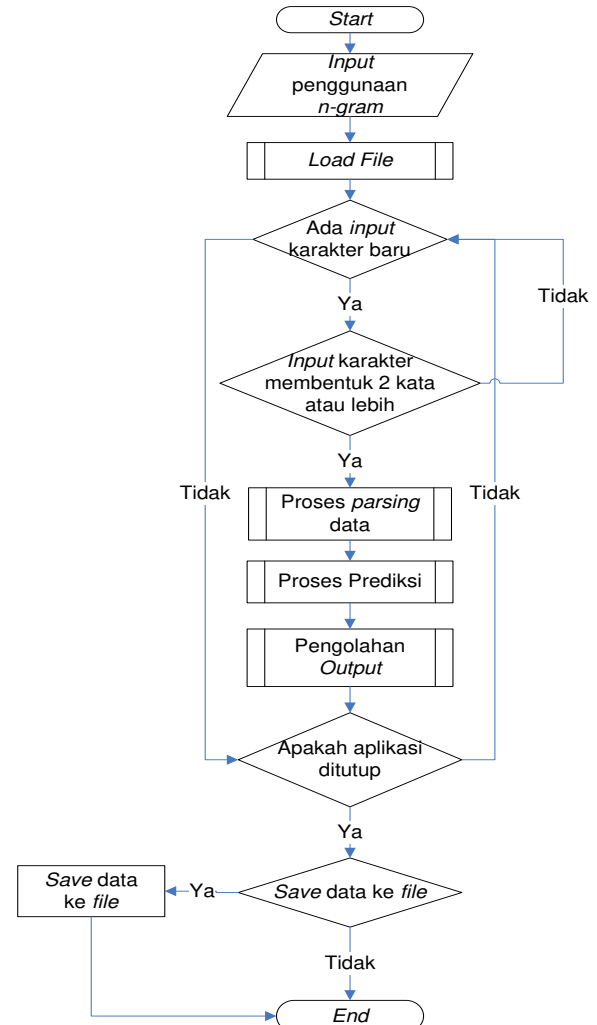 Start
Input
penggunaan
n-gram
Load File
Ada input
karakter baru
Tidak
Ya
Input karakter
membentuk 2 kata
atau lebih
Ya
Tidak
Proses parsing
data
Tidak
Proses Prediksi
Pengolahan
Output
Apakah aplikasi
ditutup
Ya
Save data
ke file
Ya
Save data ke file
Tidak
End